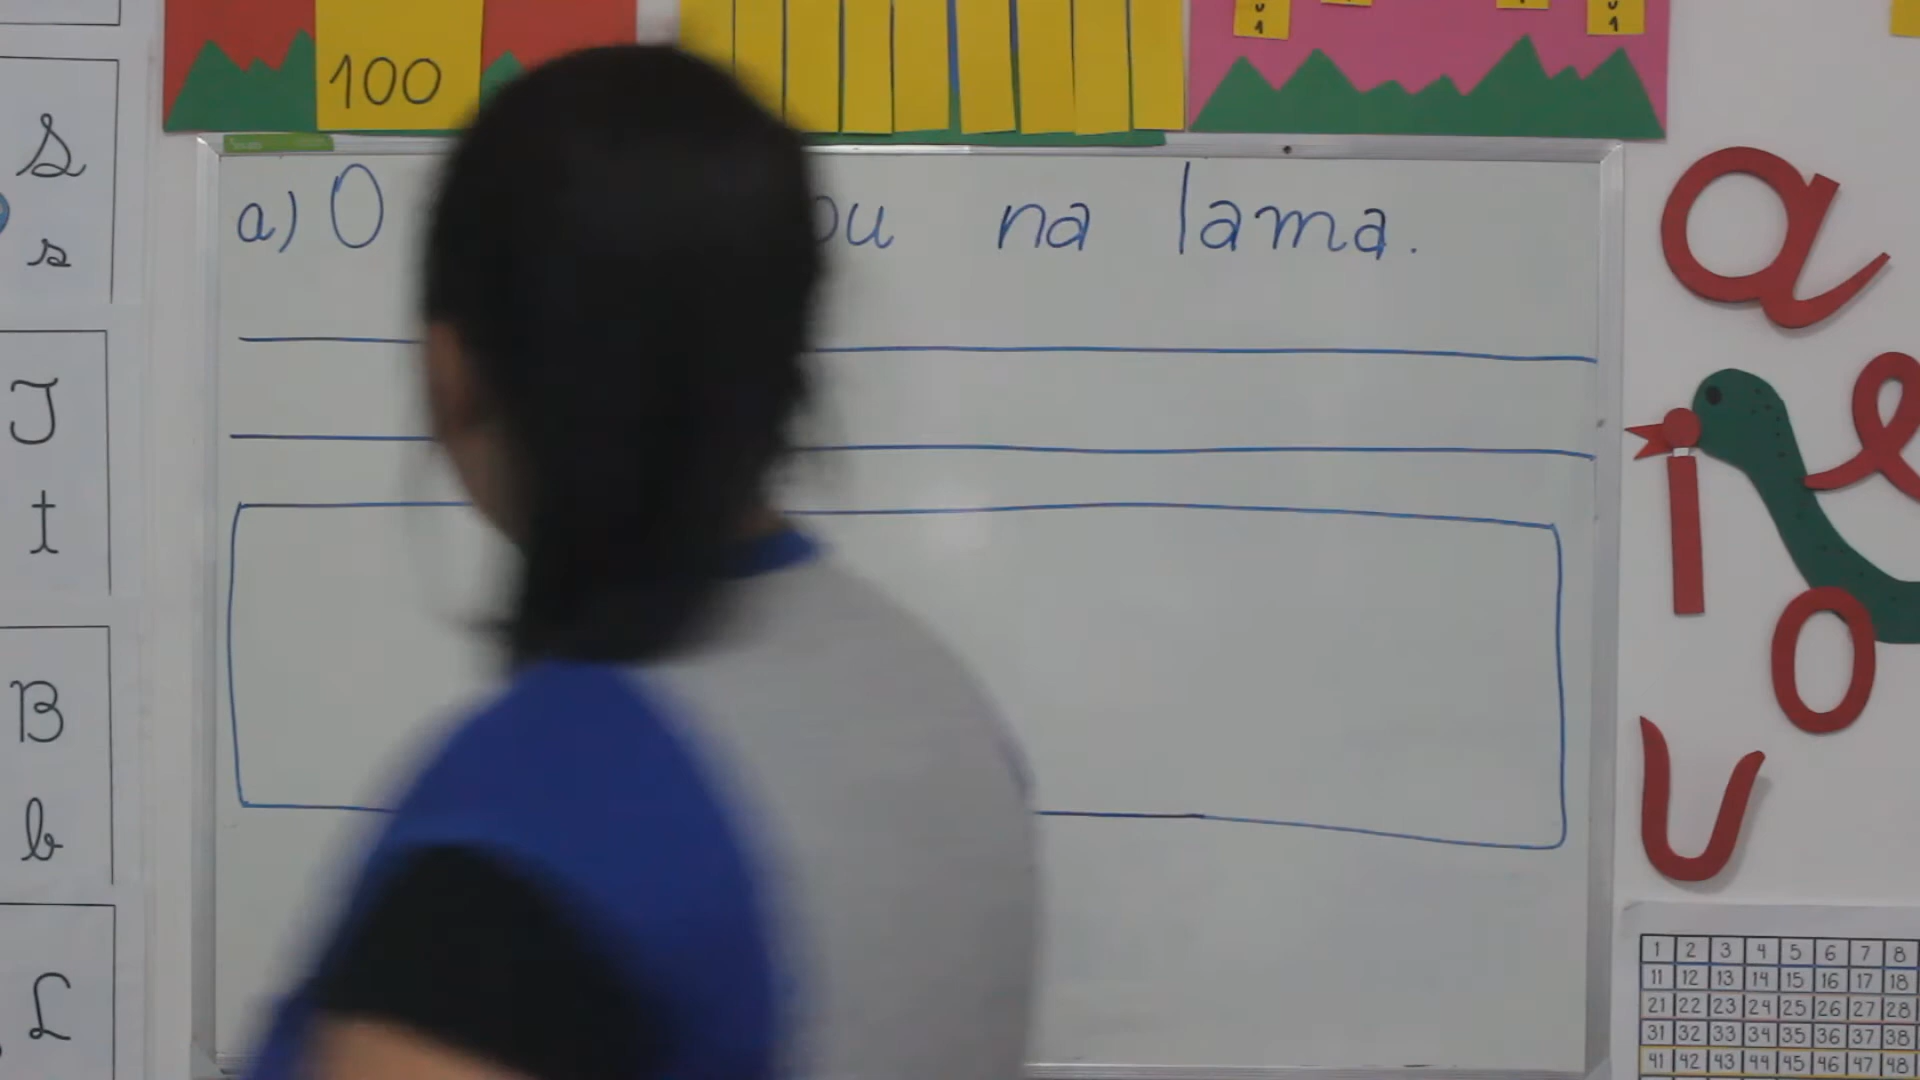 100
a) O na lama.
S
s
T
t
B
b
L
a
e
i
o
u
1 2 3 4 5 6 7 8
11 12 13 14 15 16 17 18
21 22 23 24 25 26 27 28
31 32 33 34 35 36 37 38
41 42 43 44 45 46 47 48